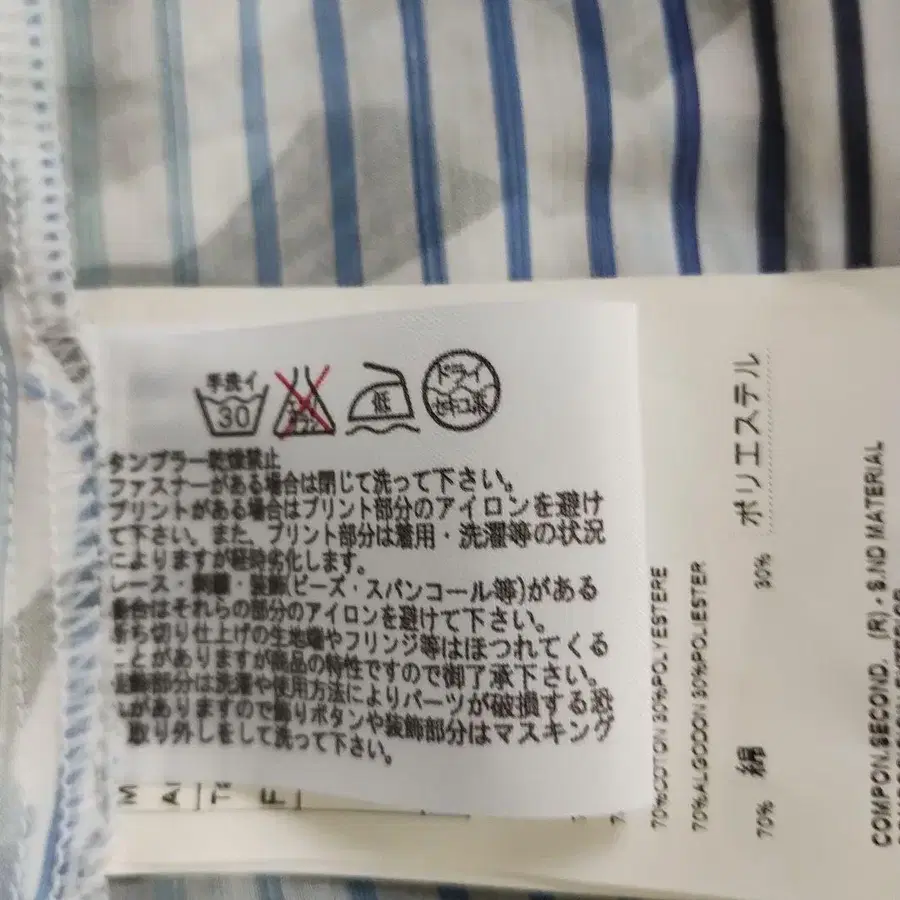 手洗イ
30
低
ドライ
セキユ系
タンブラー乾燥禁止
ファスナーがある場合は閉じて洗って下さい。
プリントがある場合はプリント部分のアイロンを避け
て下さい。また、プリント部分は着用・洗濯等の状況
によりますが経時劣化します。
レース・刺繍・装飾(ビーズ・スパンコール等)がある
場合はそれらの部分のアイロンを避けて下さい。
断ち切り仕上げの生地端やフリンジ等はほつれてくる
ことがありますが商品の特性ですので御了承下さい。
装飾部分は洗濯や使用方法によりパーツが破損する恐
がありますので飾りボタンや装飾部分はマスキング
取り外しをして洗って下さい。
70%COTTON 30%POLYESTERE
70%ALGODON 30%POLIESTER
70% 綿 30% ポリエステル
COMPON.SECOND. (R) - S.ND MATERIAL